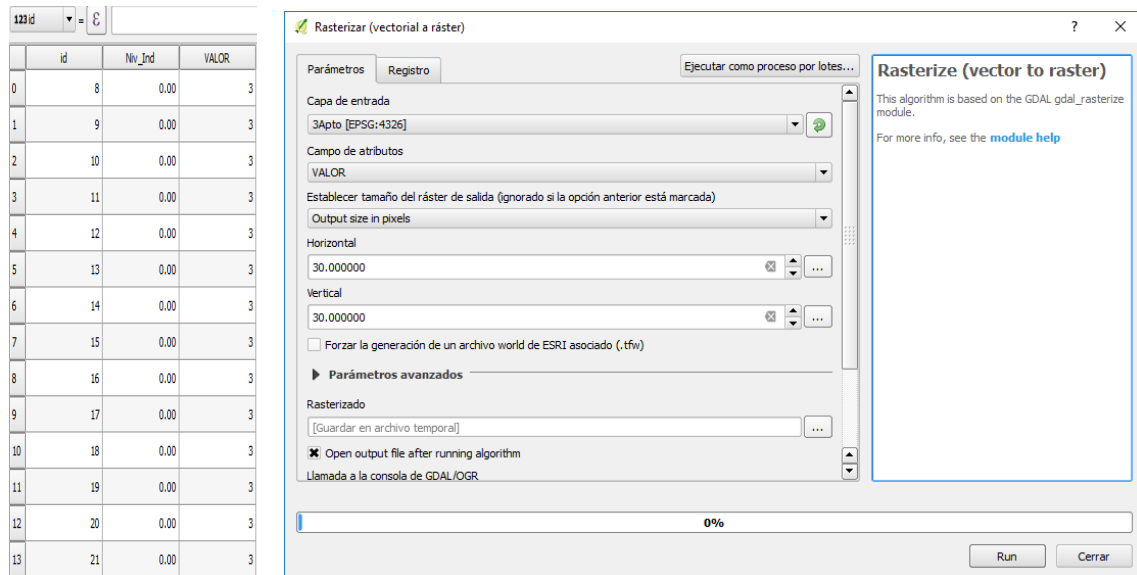 123 id = ε
id Niv_Ind VALOR
0 8 0.00 3
1 9 0.00 3
2 10 0.00 3
3 11 0.00 3
4 12 0.00 3
5 13 0.00 3
6 14 0.00 3
7 15 0.00 3
8 16 0.00 3
9 17 0.00 3
10 18 0.00 3
11 19 0.00 3
12 20 0.00 3
13 21 0.00 3
Rasterizar (vectorial a ráster) ?
Parámetros Registro Ejecutar como proceso por lotes...
Capa de entrada
3Apto [EPSG:4326]
Campo de atributos
VALOR
Establecer tamaño del ráster de salida (ignorado si la opción anterior está marcada)
Output size in pixels
Horizontal
30.000000 ...
Vertical
30.000000 ...
Forzar la generación de un archivo world de ESRI asociado (.tfw)
Parámetros avanzados
Rasterizado
[Guardar en archivo temporal] ...
Open output file after running algorithm
Llamada a la consola de GDAL/OGR
Rasterize (vector to raster)
This algorithm is based on the GDAL gdal_rasterize
module.
For more info, see the module help
0%
Run Cerrar